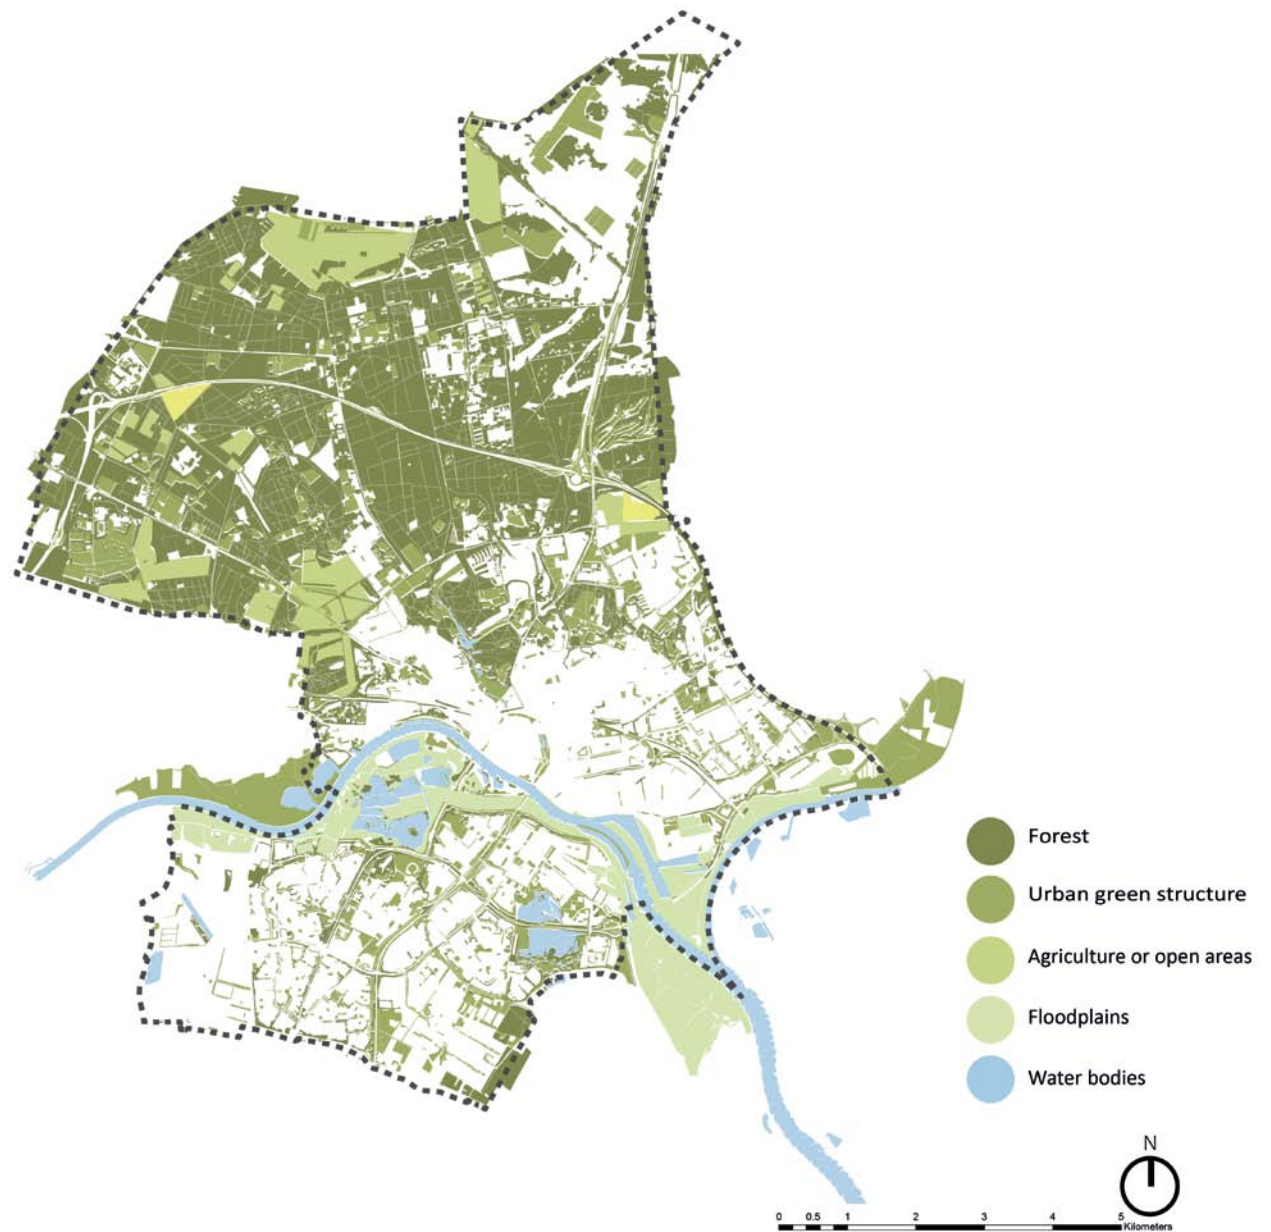 Forest
Urban green structure
Agriculture or open areas
Floodplains
Water bodies
N
0 0.5 1 2 3 4 5
Kilometers